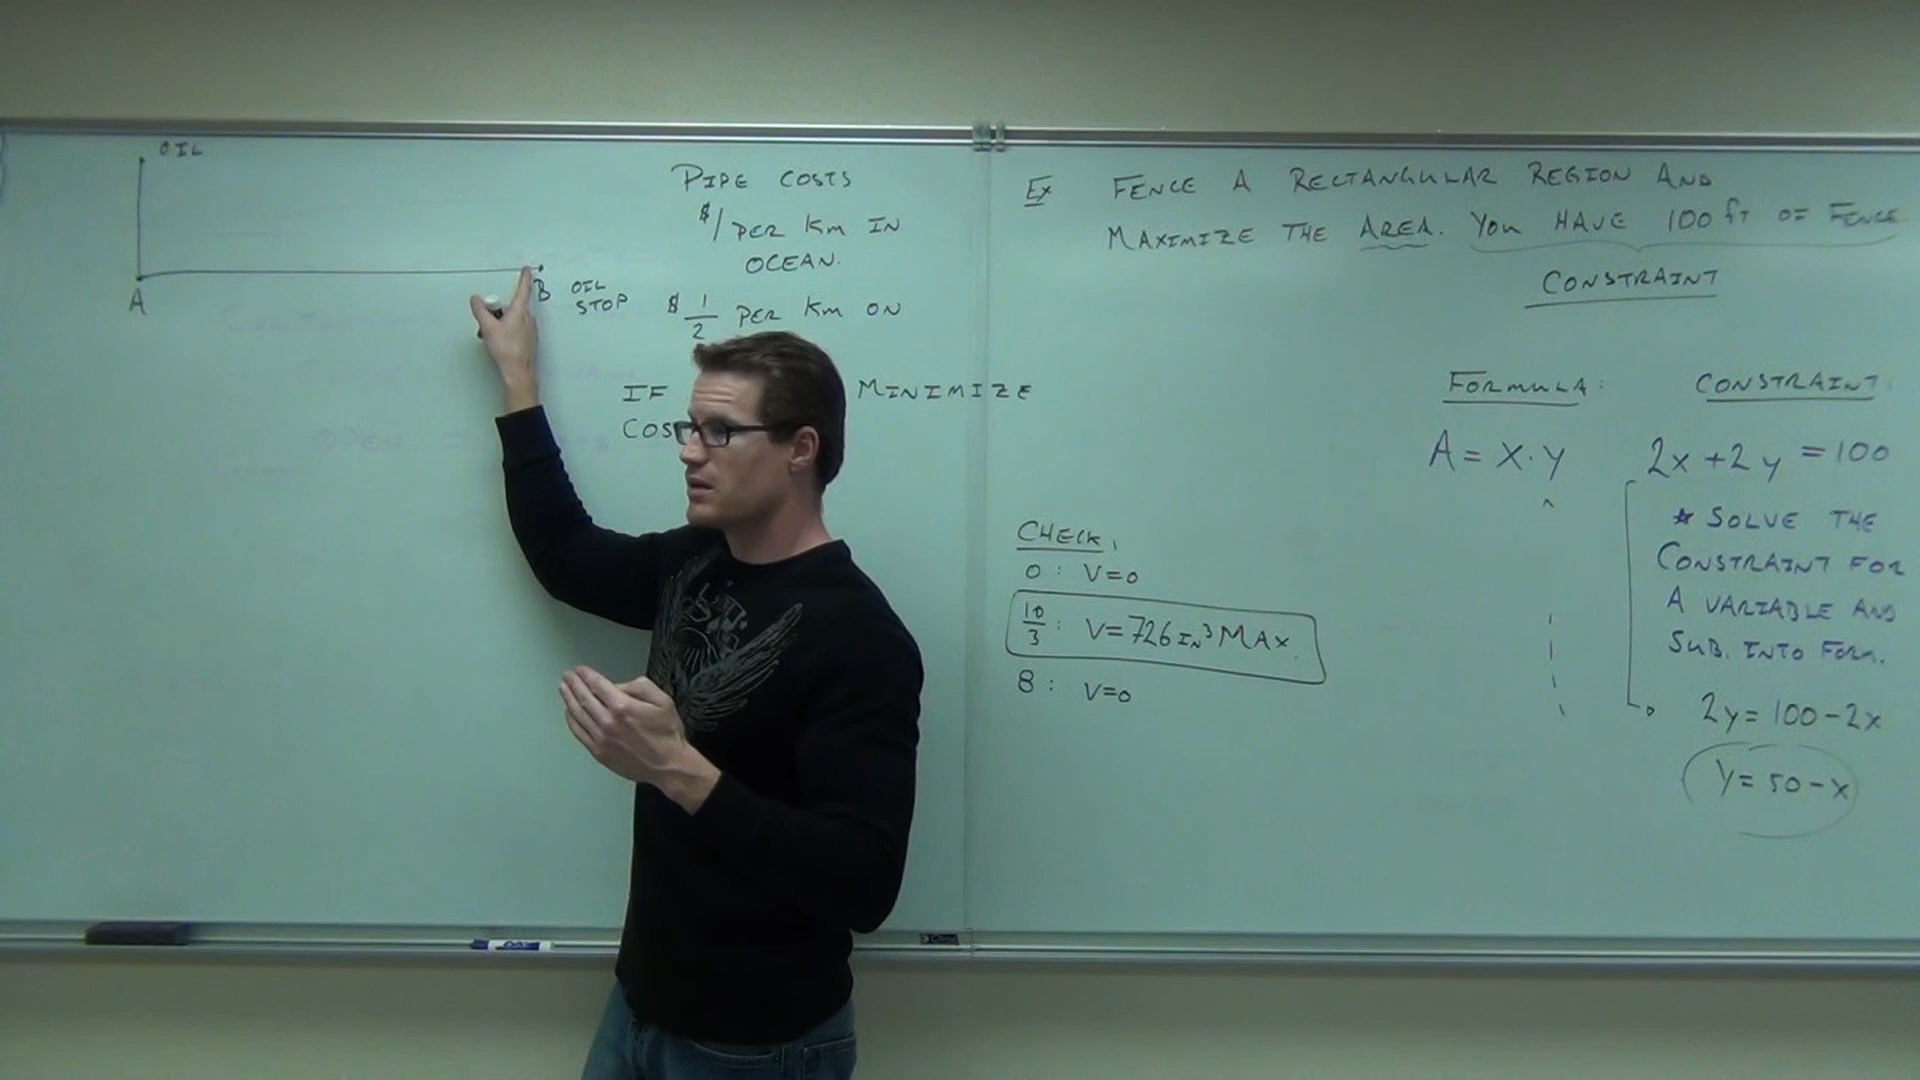 OIL
A
B OIL
STOP
PIPE COSTS
$1 PER KM IN
OCEAN.
$ 1/2 PER KM ON
IF MINIMIZE
COS
Ex FENCE A RECTANGULAR REGION AND
MAXIMIZE THE AREA. YOU HAVE 100 ft OF FENCE
CONSTRAINT
FORMULA:
A = X·Y
CONSTRAINT:
2x + 2y = 100
* SOLVE THE
CONSTRAINT FOR
A VARIABLE AND
SUB. INTO FORM.
2y = 100 - 2x
y = 50 - x
CHECK:
0 : V=0
10/3 : V=726 IN³ MAX.
8 : V=0